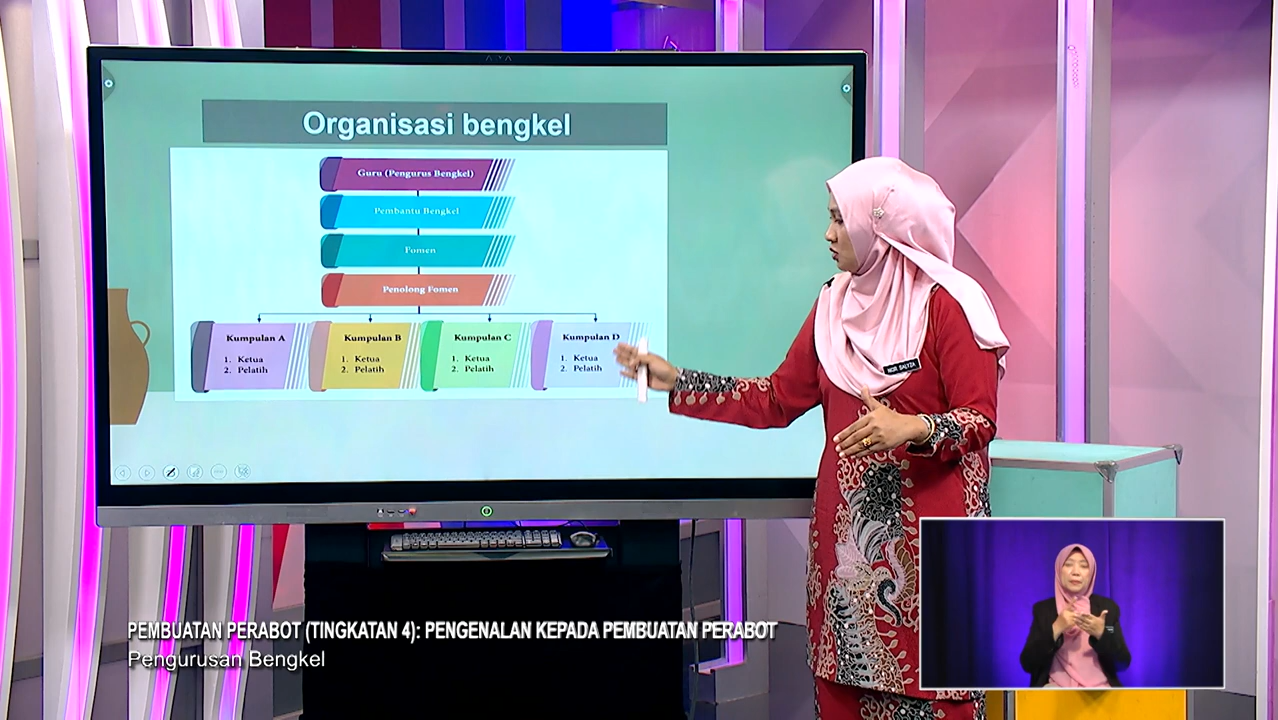 Organisasi bengkel
Guru (Pengurus Bengkel)
Pembantu Bengkel
Fomen
Penolong Fomen
Kumpulan A
1. Ketua
2. Pelatih
Kumpulan B
1. Ketua
2. Pelatih
Kumpulan C
1. Ketua
2. Pelatih
Kumpulan D
1. Ketua
2. Pelatih
NOR SALYZA
PEMBUATAN PERABOT (TINGKATAN 4): PENGENALAN KEPADA PEMBUATAN PERABOT
Pengurusan Bengkel